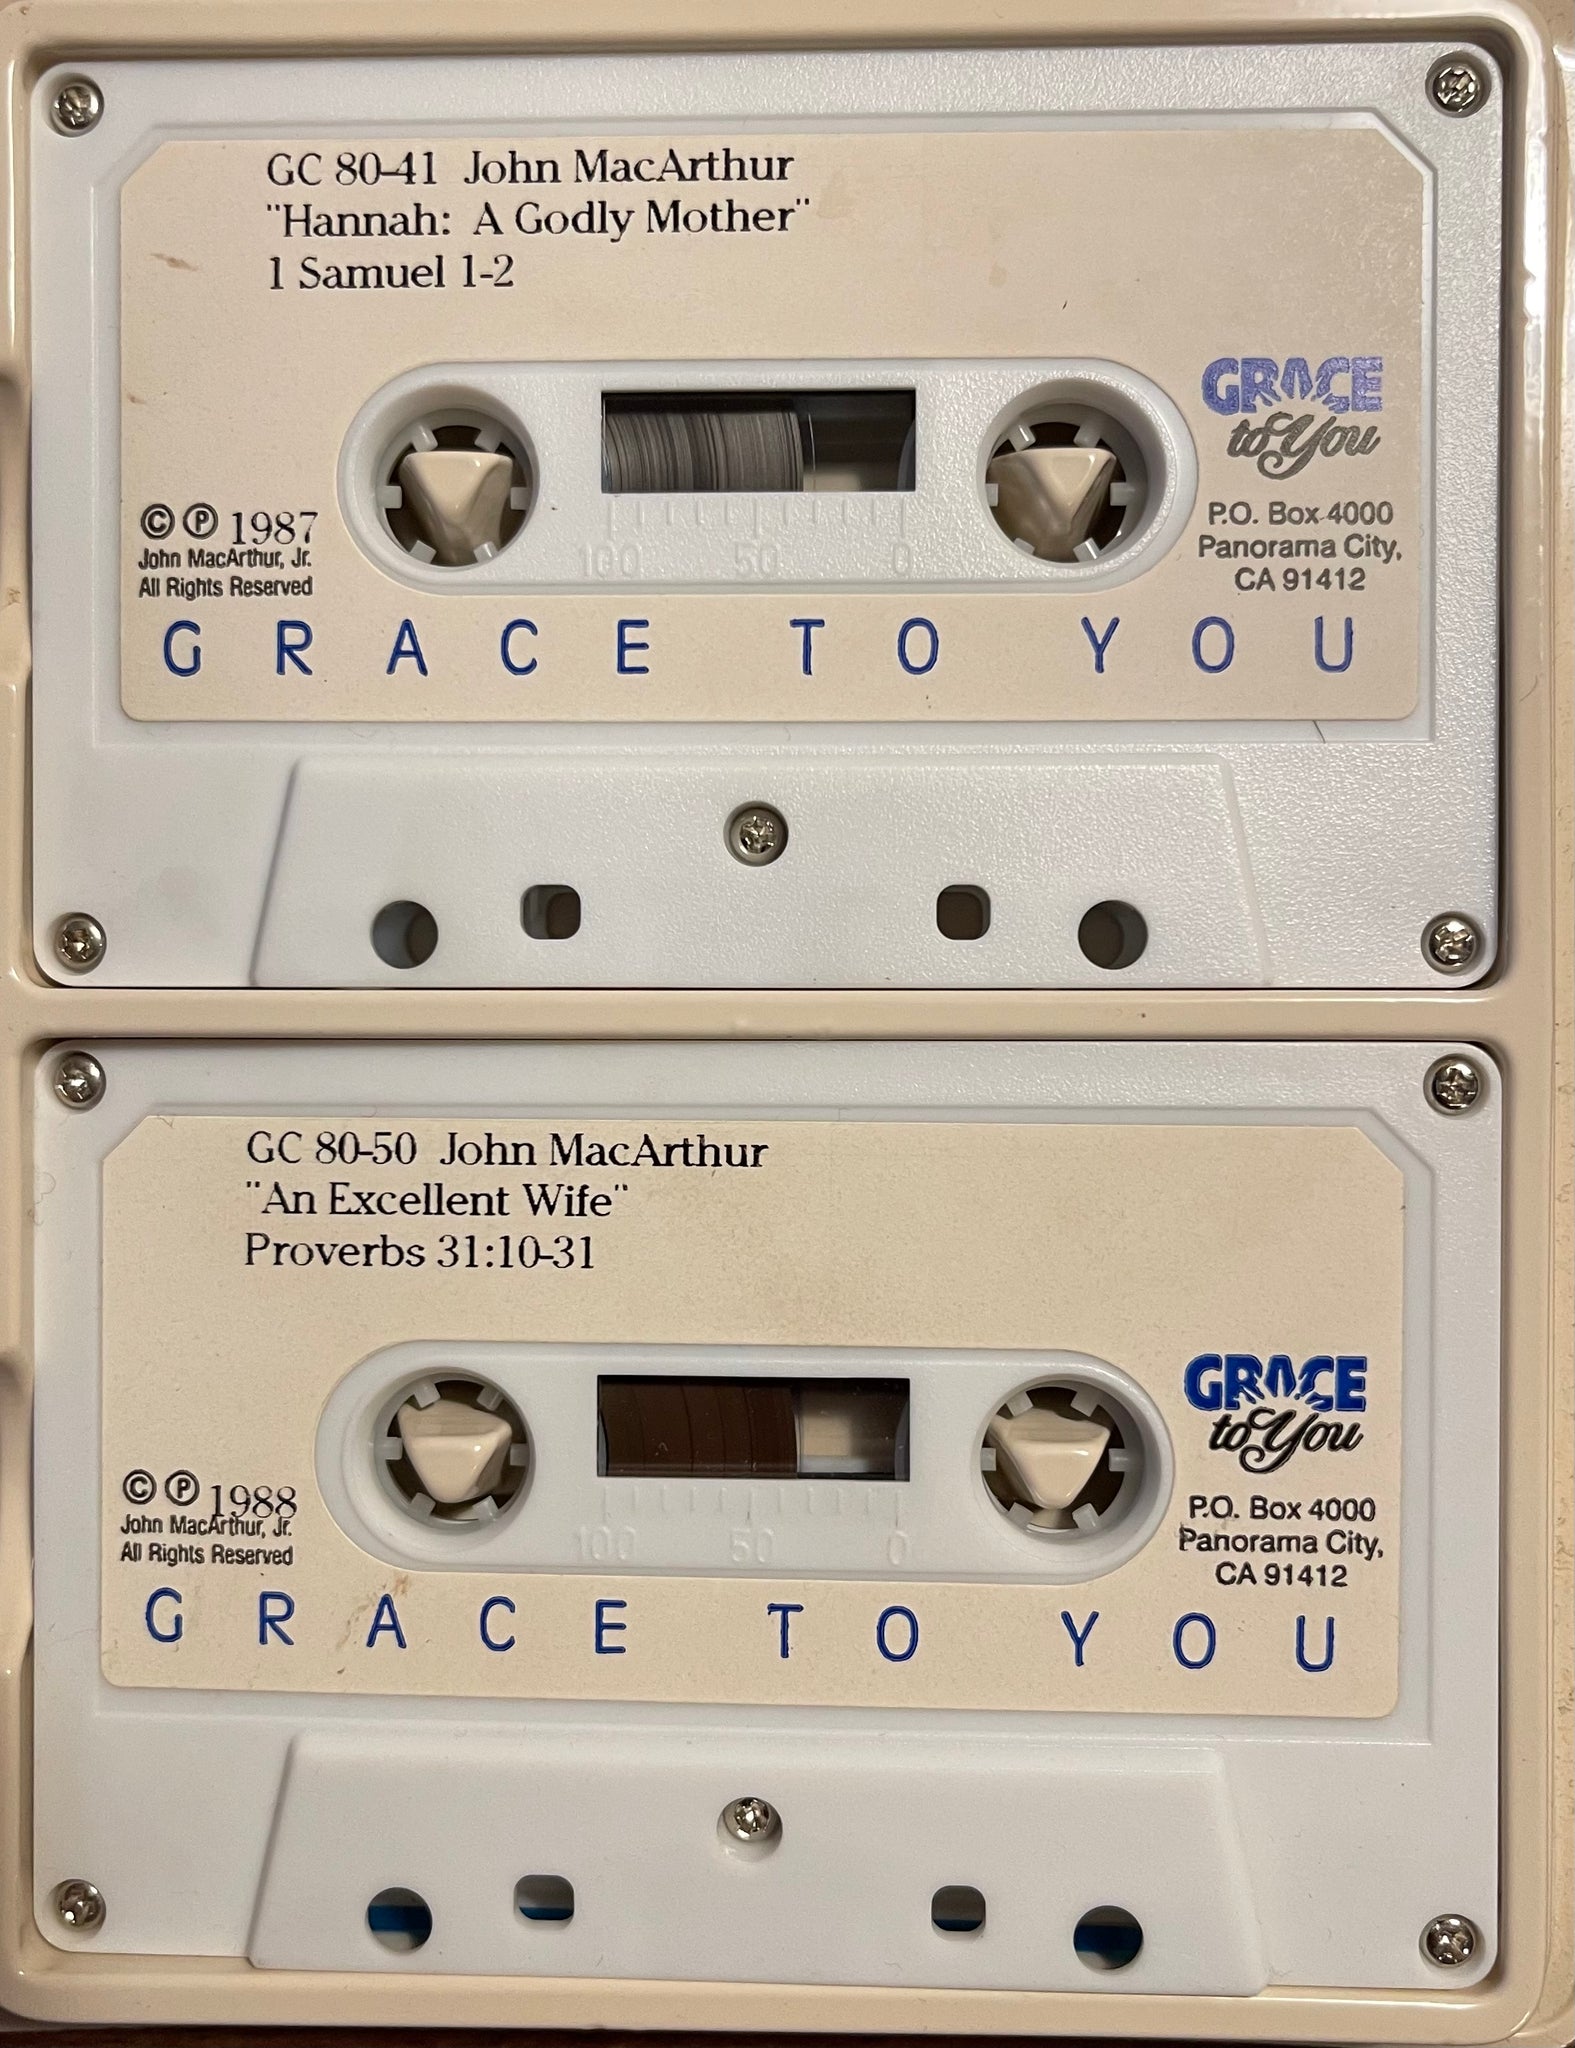 GC 80-41 John MacArthur
"Hannah: A Godly Mother"
1 Samuel 1-2
GRACE
to You
© ℗ 1987
John MacArthur, Jr.
All Rights Reserved
100 50 0
P.O. Box 4000
Panorama City,
CA 91412
GRACE TO YOU
GC 80-50 John MacArthur
"An Excellent Wife"
Proverbs 31:10-31
GRACE
to You
© ℗ 1988
John MacArthur, Jr.
All Rights Reserved
100 50 0
P.O. Box 4000
Panorama City,
CA 91412
GRACE TO YOU